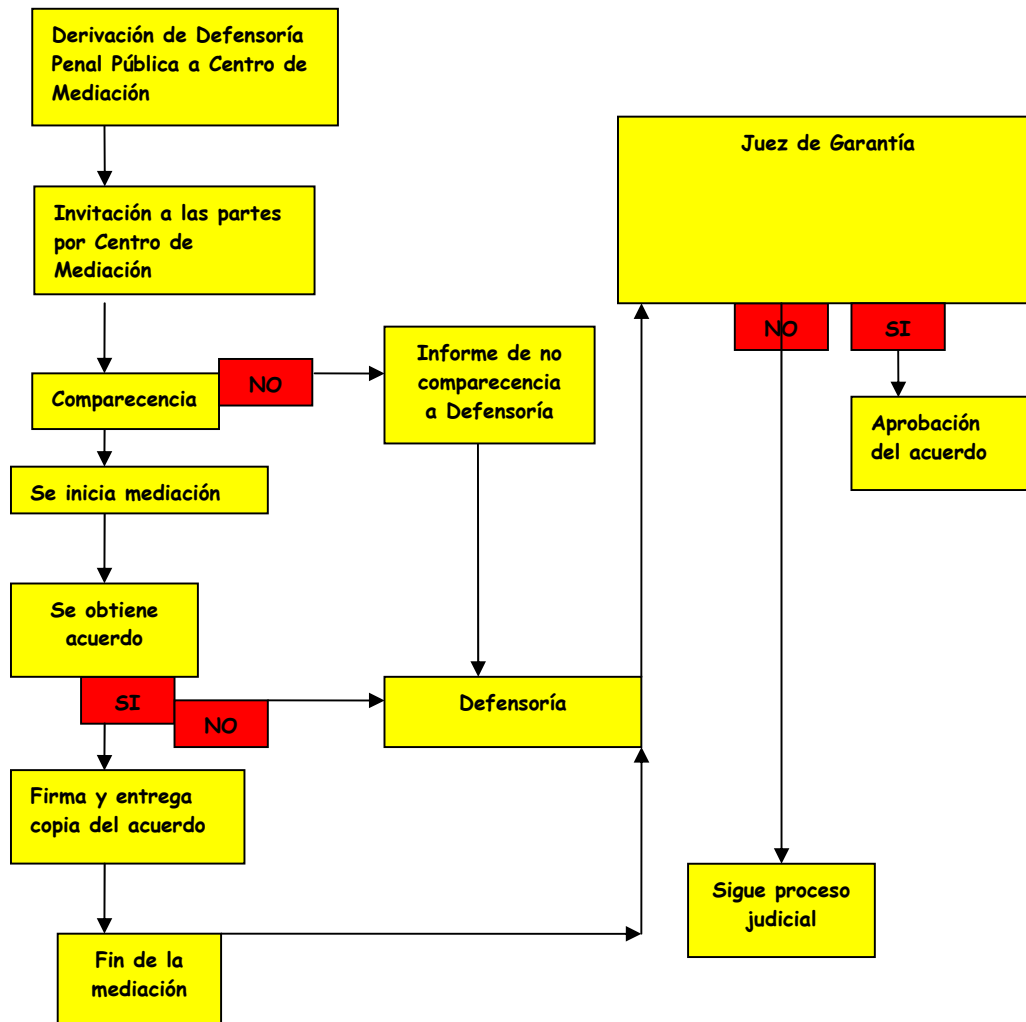 Derivación de Defensoría
Penal Pública a Centro de
Mediación
Invitación a las partes
por Centro de
Mediación
Comparecencia
NO
Informe de no
comparecencia
a Defensoría
Se inicia mediación
Se obtiene
acuerdo
SI
NO
Defensoría
Firma y entrega
copia del acuerdo
Fin de la
mediación
Juez de Garantía
NO
SI
Aprobación
del acuerdo
Sigue proceso
judicial